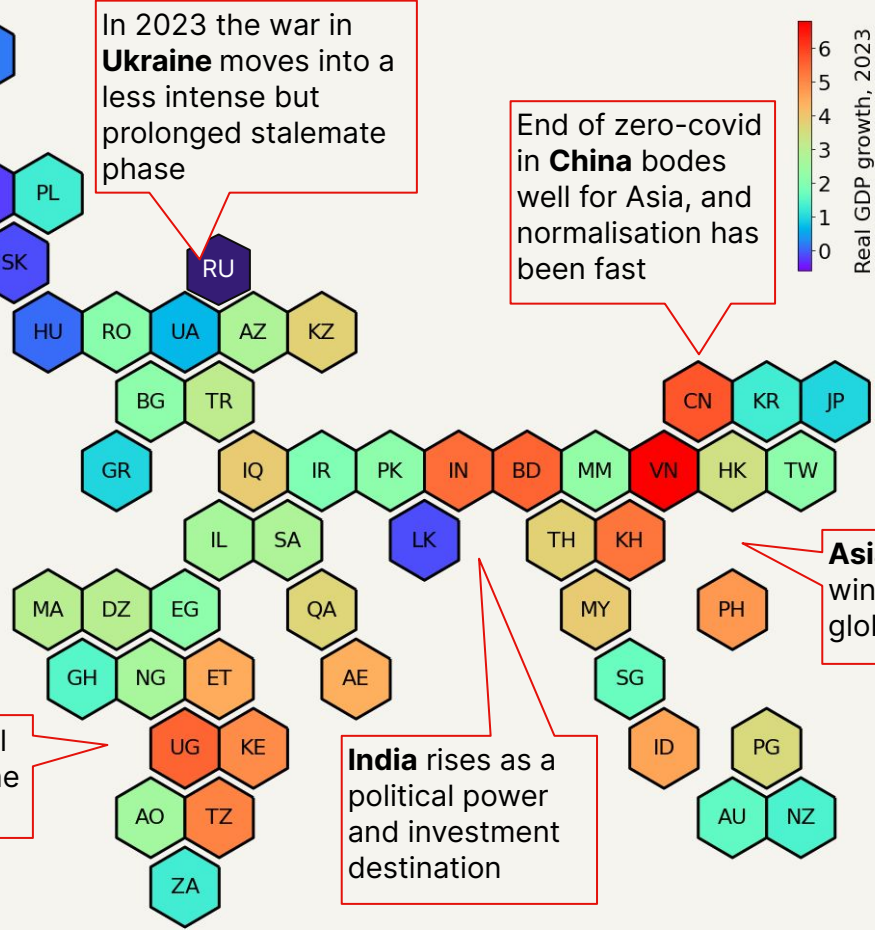 In 2023 the war in
Ukraine moves into a
less intense but
prolonged stalemate
phase
End of zero-covid
in China bodes
well for Asia, and
normalisation has
been fast
6
5
4
3
2
1
0
Real GDP growth, 2023
PL
SK
RU
HU RO UA AZ KZ
BG TR
CN KR JP
GR IQ IR PK IN BD MM VN HK TW
IL SA LK TH KH
MA DZ EG QA MY PH
GH NG ET AE SG
UG KE ID PG
AO TZ AU NZ
ZA
India rises as a
political power
and investment
destination